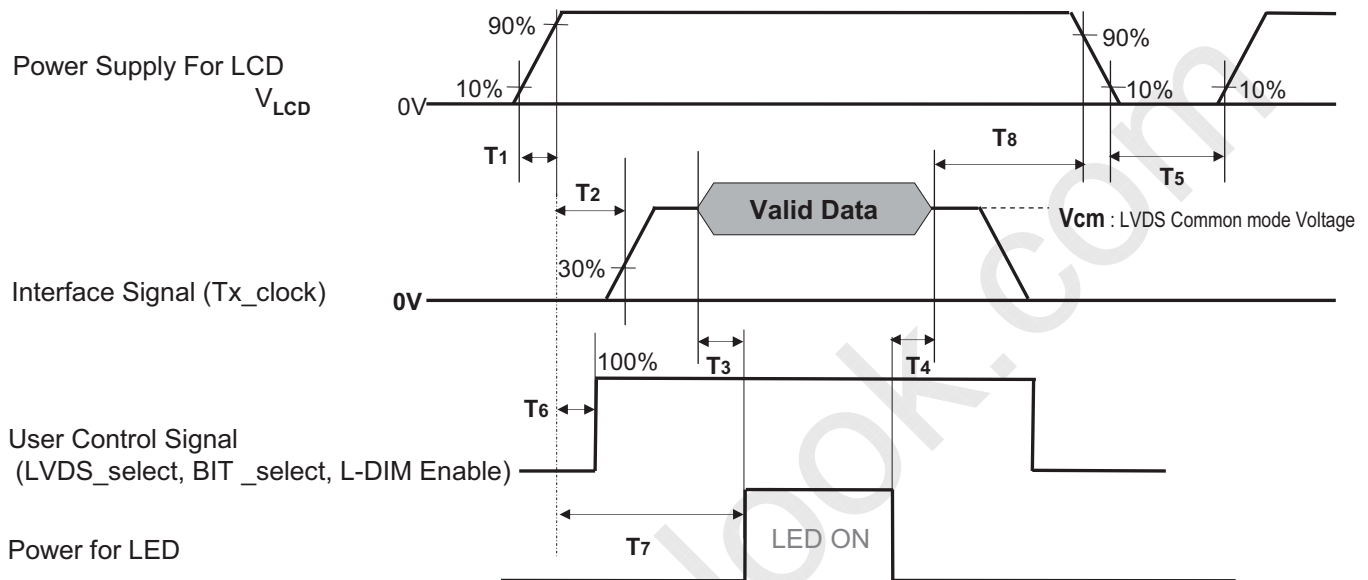 90%
90%
Power Supply For LCD
10%
10%
10%
VLCD
0V
T1
T8
T2
T5
Valid Data
Vcm : LVDS Common mode Voltage
30%
Interface Signal (Tx_clock)
0V
T3
T4
100%
T6
User Control Signal
(LVDS_select, BIT _select, L-DIM Enable)
T7
LED ON
Power for LED
look.com